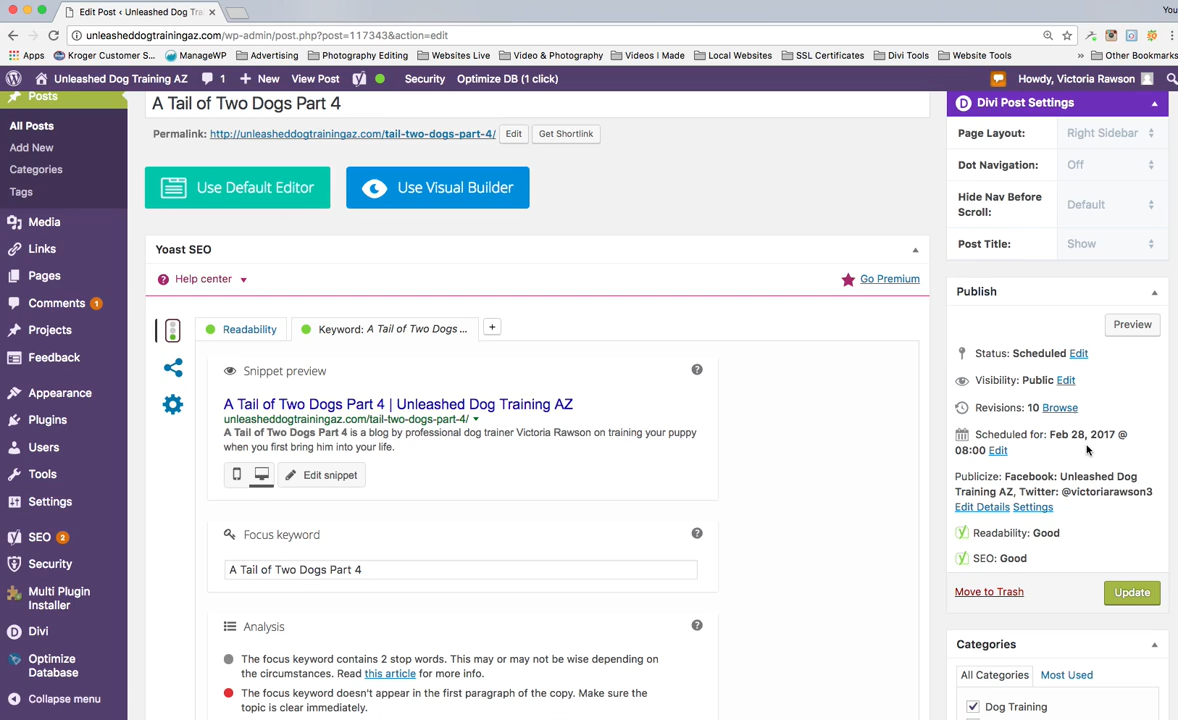 Edit Post ‹ Unleashed Dog Tra
You
unleasheddogtrainingaz.com/wp-admin/post.php?post=117343&action=edit
Apps
Kroger Customer S...
ManageWP
Advertising
Photography Editing
Websites Live
Video & Photography
Videos I Made
Local Websites
SSL Certificates
Divi Tools
Website Tools
»
Other Bookmarks
Unleashed Dog Training AZ
1
+ New
View Post
Security
Optimize DB (1 click)
Howdy, Victoria Rawson
Posts
All Posts
Add New
Categories
Tags
Media
Links
Pages
Comments 1
Projects
Feedback
Appearance
Plugins
Users
Tools
Settings
SEO 2
Security
Multi Plugin
Installer
Divi
Optimize
Database
Collapse menu
A Tail of Two Dogs Part 4
Permalink: http://unleasheddogtrainingaz.com/tail-two-dogs-part-4/ Edit Get Shortlink
Use Default Editor
Use Visual Builder
Yoast SEO
Help center
Go Premium
Readability
Keyword: A Tail of Two Dogs ...
+
Snippet preview
?
A Tail of Two Dogs Part 4 | Unleashed Dog Training AZ
unleasheddogtrainingaz.com/tail-two-dogs-part-4/
A Tail of Two Dogs Part 4 is a blog by professional dog trainer Victoria Rawson on training your puppy
when you first bring him into your life.
Edit snippet
Focus keyword
?
A Tail of Two Dogs Part 4
Analysis
?
The focus keyword contains 2 stop words. This may or may not be wise depending on
the circumstances. Read this article for more info.
The focus keyword doesn't appear in the first paragraph of the copy. Make sure the
topic is clear immediately.
D Divi Post Settings
Page Layout: Right Sidebar
Dot Navigation: Off
Hide Nav Before
Scroll:
Default
Post Title: Show
Publish
Preview
Status: Scheduled Edit
Visibility: Public Edit
Revisions: 10 Browse
Scheduled for: Feb 28, 2017 @
08:00 Edit
Publicize: Facebook: Unleashed Dog
Training AZ, Twitter: @victoriarawson3
Edit Details Settings
Readability: Good
SEO: Good
Move to Trash
Update
Categories
All Categories
Most Used
Dog Training